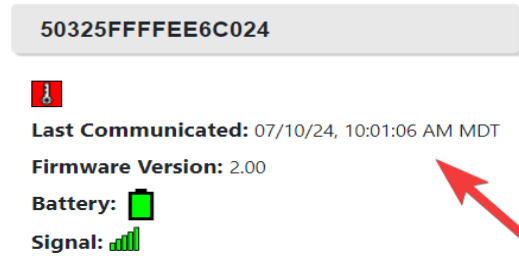 50325FFFFEE6C024
Last Communicated: 07/10/24, 10:01:06 AM MDT
Firmware Version: 2.00
Battery:
Signal: